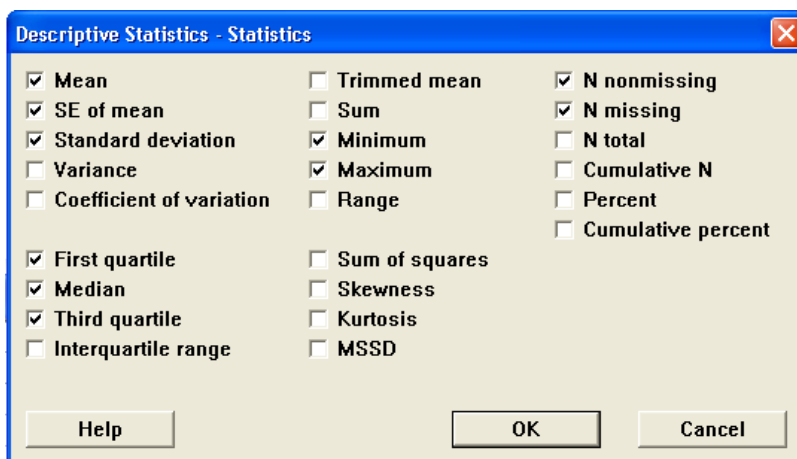 Descriptive Statistics - Statistics
Mean
SE of mean
Standard deviation
Variance
Coefficient of variation
First quartile
Median
Third quartile
Interquartile range
Trimmed mean
Sum
Minimum
Maximum
Range
Sum of squares
Skewness
Kurtosis
MSSD
N nonmissing
N missing
N total
Cumulative N
Percent
Cumulative percent
Help
OK
Cancel